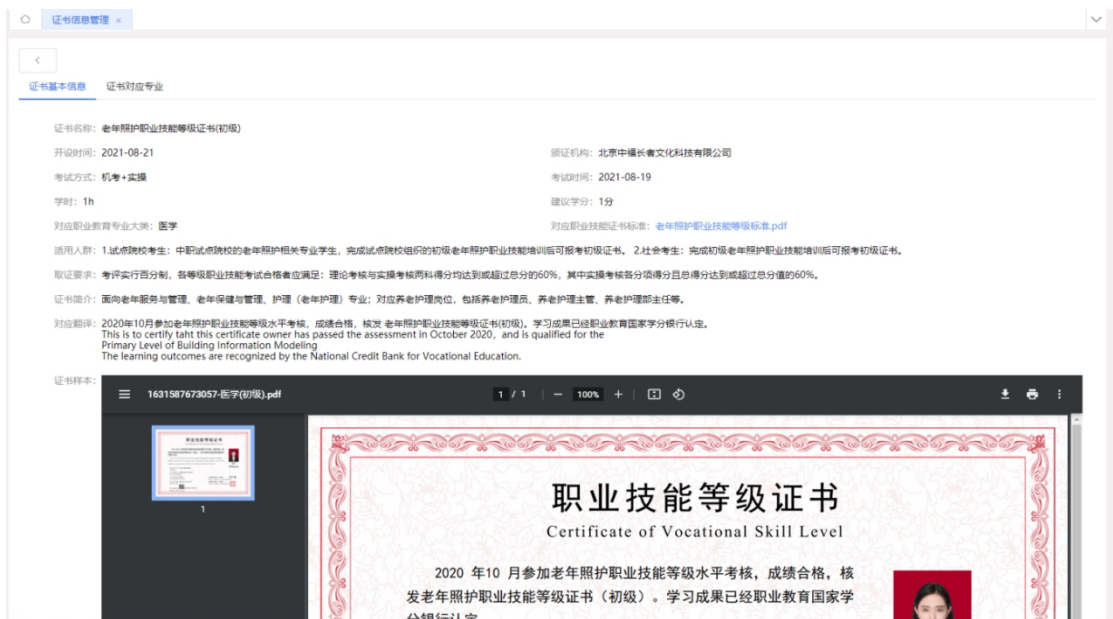 证书信息管理 ×
证书基本信息 证书对应专业
证书名称: 老年照护职业技能等级证书(初级)
开设时间: 2021-08-21 颁证机构: 北京中福长者文化科技有限公司
考试方式: 机考+实操 考试时间: 2021-08-19
学时: 1h 建议学分: 1分
对应职业教育专业大类: 医学 对应职业技能证书标准: 老年照护职业技能等级标准.pdf
适用人群: 1.试点院校考生：中职试点院校的老年照护相关专业学生，完成试点院校组织的初级老年照护职业技能培训后可报考初级证书。 2.社会考生：完成初级老年照护职业技能培训后可报考初级证书。
取证要求: 考评实行百分制，各等级职业技能考试合格者应满足：理论考核与实操考核两科得分均达到或超过总分的60%，其中实操考核各分项得分且总得分达到或超过总分值的60%。
证书简介: 面向老年服务与管理、老年保健与管理、护理（老年护理）专业；对应养老护理岗位，包括养老护理员、养老护理主管、养老护理部主任等。
对应翻译: 2020年10月参加老年照护职业技能等级水平考核，成绩合格，核发 老年照护职业技能等级证书(初级)。学习成果已经职业教育国家学分银行认定。
This is to certify taht this certificate owner has passed the assessment in October 2020, and is qualified for the
Primary Level of Building Information Modeling
The learning outcomes are recognized by the National Credit Bank for Vocational Education.
证书样本:
1631587673057-医学(初级).pdf 1 / 1 — 100% +
职业技能等级证书
1
职业技能等级证书
Certificate of Vocational Skill Level
2020 年10 月参加老年照护职业技能等级水平考核，成绩合格，核
发老年照护职业技能等级证书（初级）。学习成果已经职业教育国家学
分银行认定